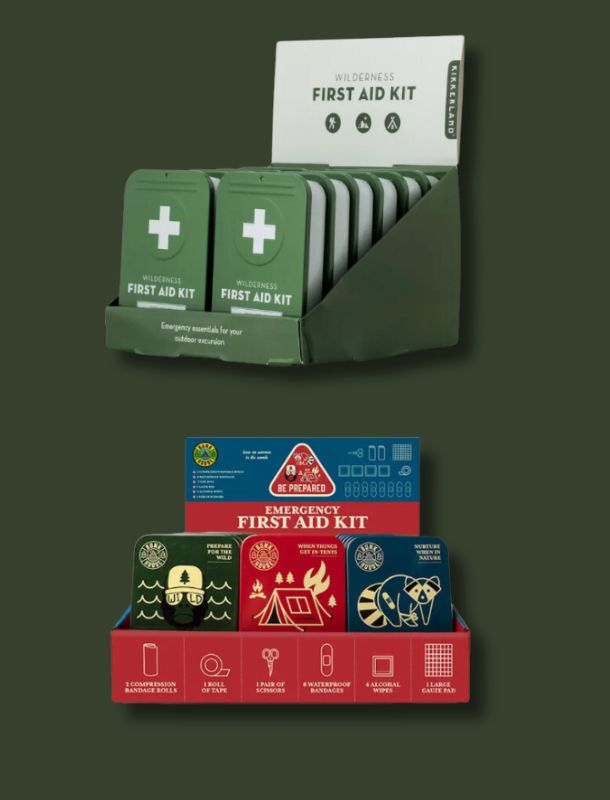 WILDERNESS
FIRST AID KIT
KIKKERLAND
WILDERNESS
FIRST AID KIT
WILDERNESS
FIRST AID KIT
Emergency essentials for your
outdoor excursion
BE PREPARED
EMERGENCY
FIRST AID KIT
PREPARE
FOR THE
WILD
WILD
WHEN THINGS
GET IN-TENTS
NURTURE
WHEN IN
NATURE
2 COMPRESSION
BANDAGE ROLLS
1 ROLL
OF TAPE
1 PAIR OF
SCISSORS
8 WATERPROOF
BANDAGES
4 ALCOHAL
WIPES
1 LARGE
GAUZE PAD